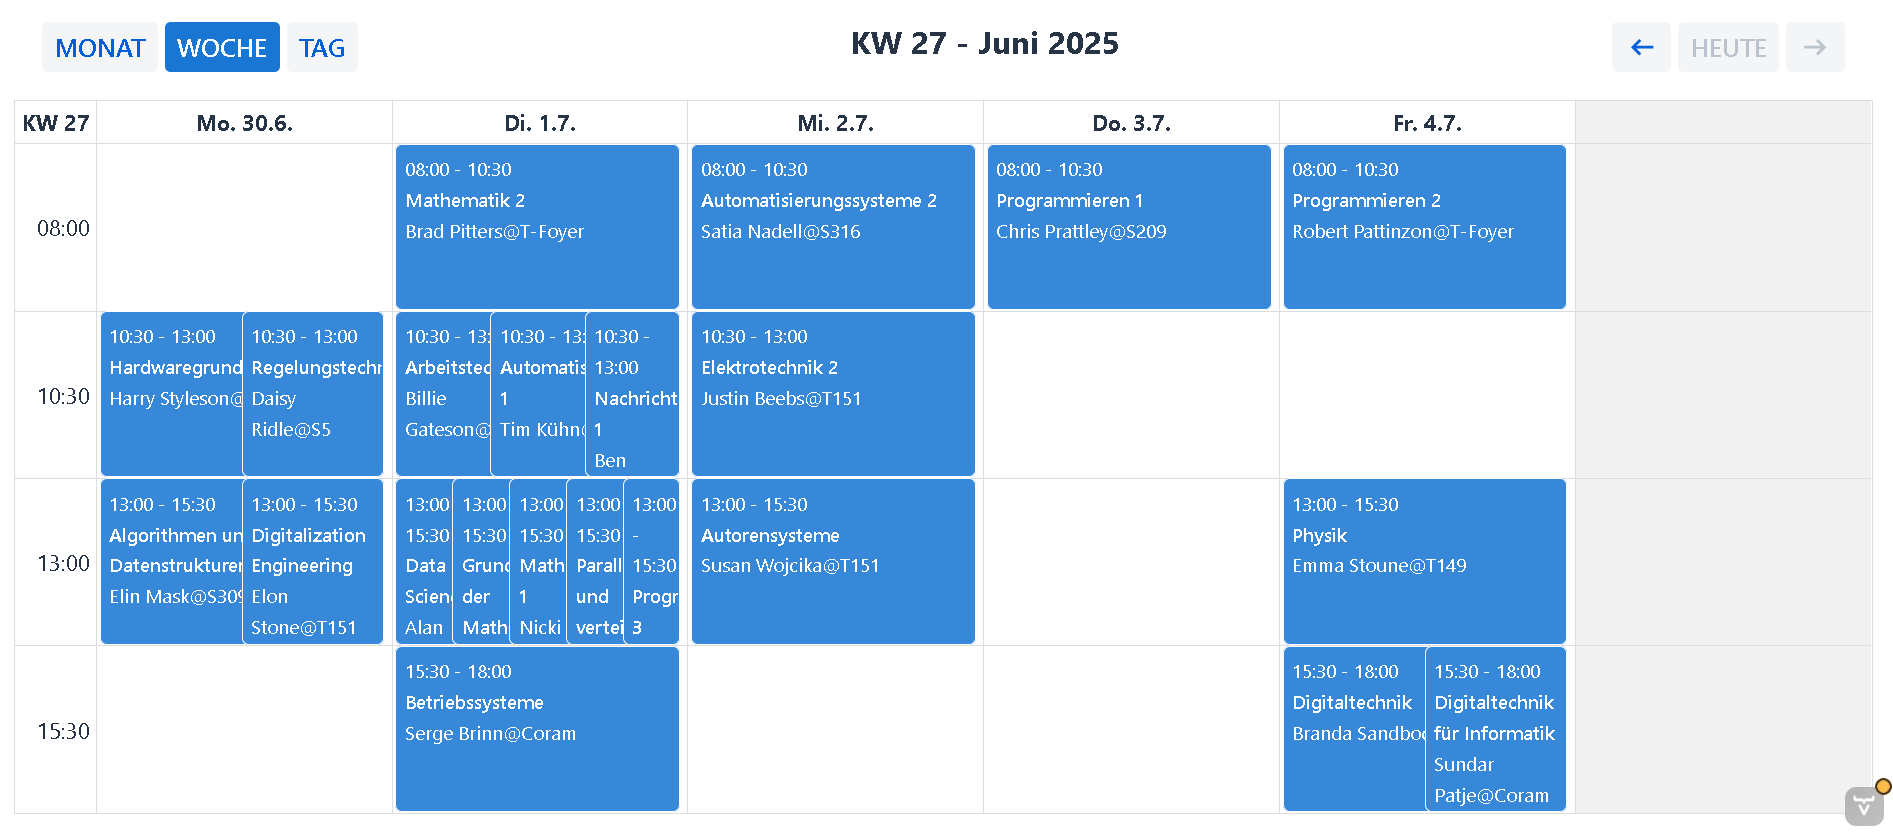 MONAT WOCHE TAG
KW 27 - Juni 2025
HEUTE
KW 27 Mo. 30.6. Di. 1.7. Mi. 2.7. Do. 3.7. Fr. 4.7.
08:00
08:00 - 10:30
Mathematik 2
Brad Pitters@T-Foyer
08:00 - 10:30
Automatisierungssysteme 2
Satia Nadell@S316
08:00 - 10:30
Programmieren 1
Chris Prattley@S209
08:00 - 10:30
Programmieren 2
Robert Pattinzon@T-Foyer
10:30
10:30 - 13:00
Hardwaregrund
Harry Styleson@
10:30 - 13:00
Regelungstech
Daisy
Ridle@S5
10:30 - 13:
Arbeitstec
Billie
Gateson@
10:30 - 13:
Automatis
1
Tim Kühn
10:30 -
13:00
Nachricht
1
Ben
10:30 - 13:00
Elektrotechnik 2
Justin Beebs@T151
13:00
13:00 - 15:30
Algorithmen un
Datenstrukturen
Elin Mask@S309
13:00 - 15:30
Digitalization
Engineering
Elon
Stone@T151
13:00
15:30
Data
Scien
Alan
13:00
15:30
Grund
der
Math
13:00
15:30
Math
1
Nicki
13:00
15:30
Parall
und
vertei
13:00
-
15:30
Progr
3
13:00 - 15:30
Autorensysteme
Susan Wojcika@T151
13:00 - 15:30
Physik
Emma Stoune@T149
15:30
15:30 - 18:00
Betriebssysteme
Serge Brinn@Coram
15:30 - 18:00
Digitaltechnik
Branda Sandboc
15:30 - 18:00
Digitaltechnik
für Informatik
Sundar
Patje@Coram